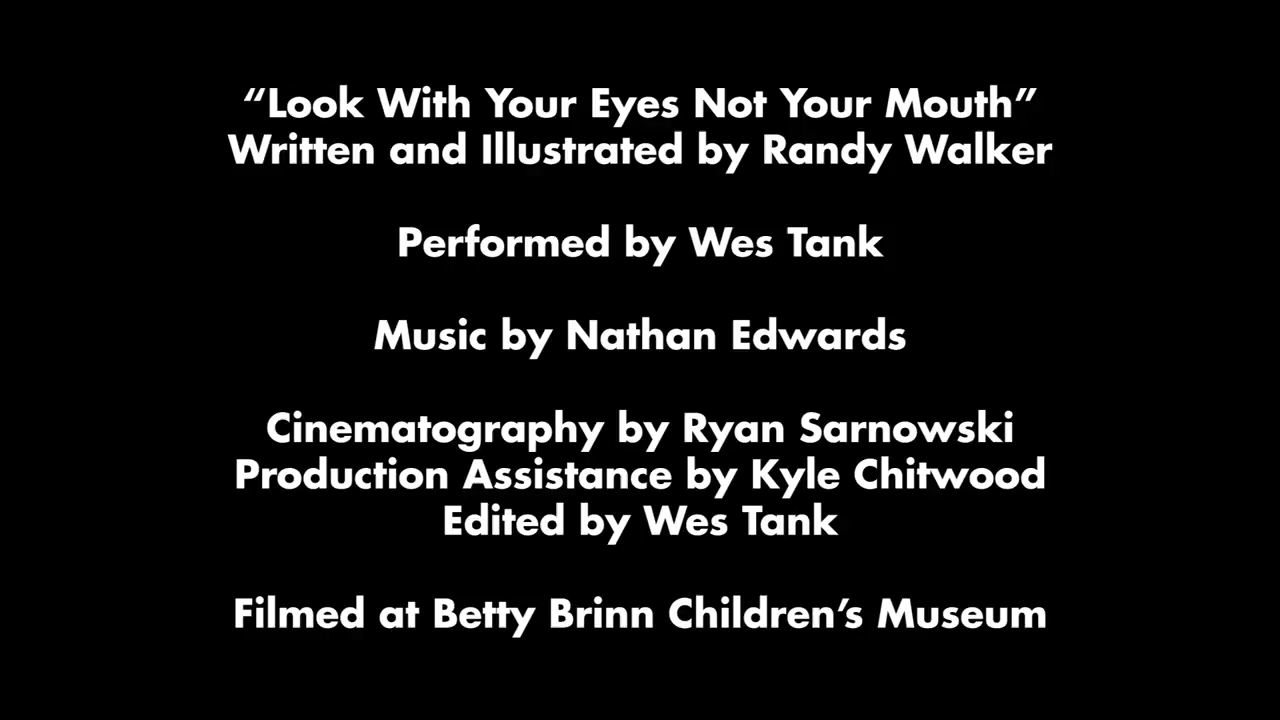 “Look With Your Eyes Not Your Mouth”
Written and Illustrated by Randy Walker
Performed by Wes Tank
Music by Nathan Edwards
Cinematography by Ryan Sarnowski
Production Assistance by Kyle Chitwood
Edited by Wes Tank
Filmed at Betty Brinn Children’s Museum